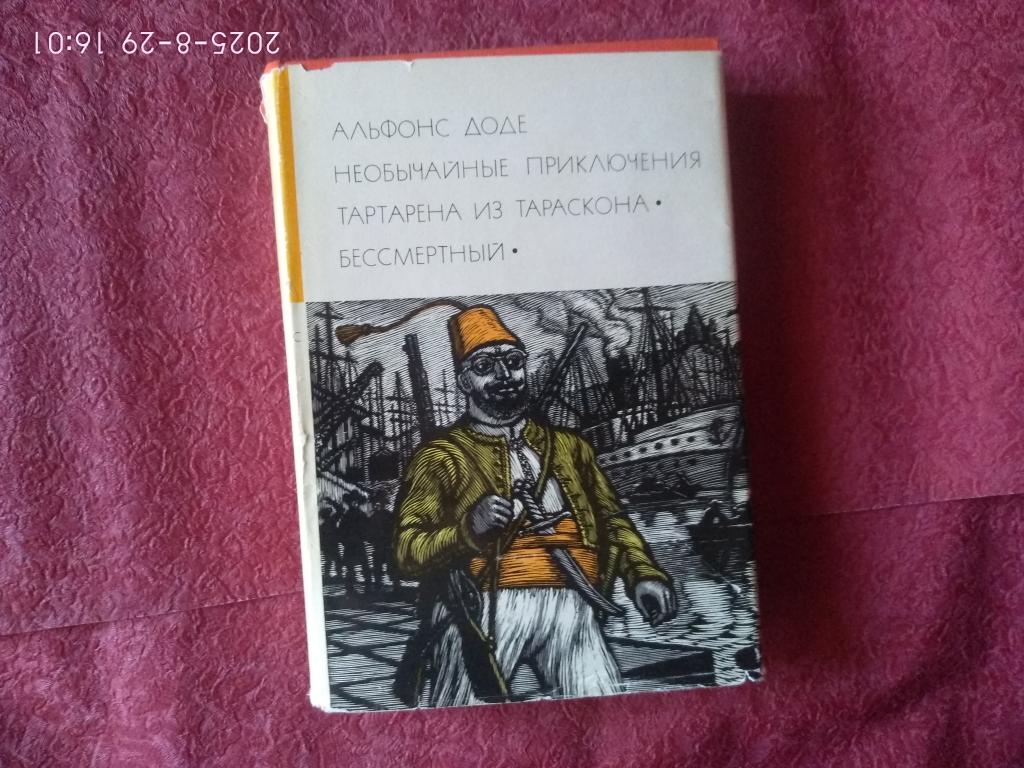 2025-8-29 16:01
АЛЬФОНС ДОДЕ
НЕОБЫЧАЙНЫЕ ПРИКЛЮЧЕНИЯ
ТАРТАРЕНА ИЗ ТАРАСКОНА •
БЕССМЕРТНЫЙ •